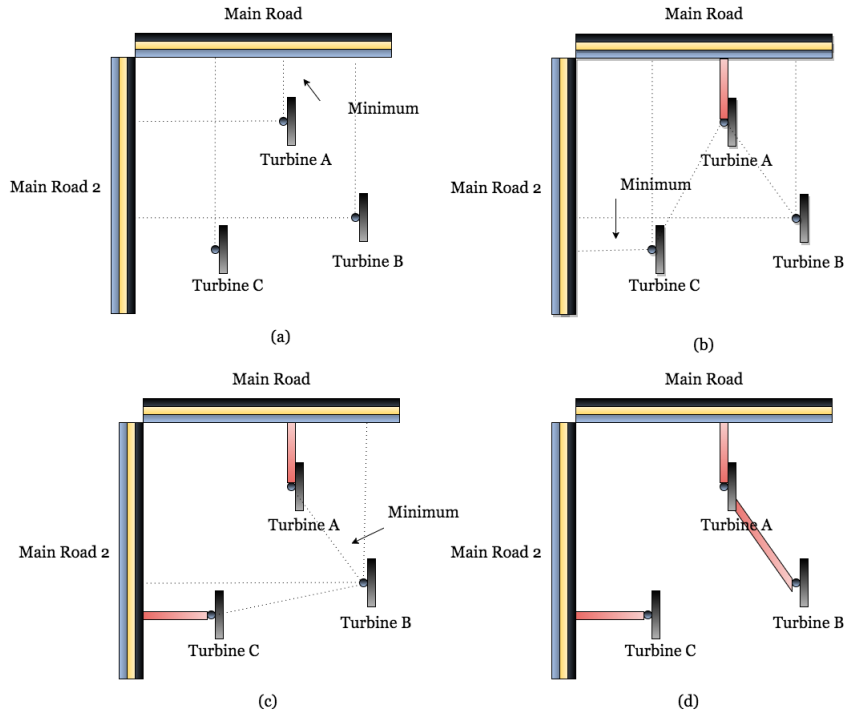 Main Road
Minimum
Turbine A
Main Road 2
Turbine B
Turbine C
(a)
Main Road
Turbine A
Minimum
Main Road 2
Turbine B
Turbine C
(b)
Main Road
Minimum
Turbine A
Main Road 2
Turbine B
Turbine C
(c)
Main Road
Turbine A
Main Road 2
Turbine B
Turbine C
(d)